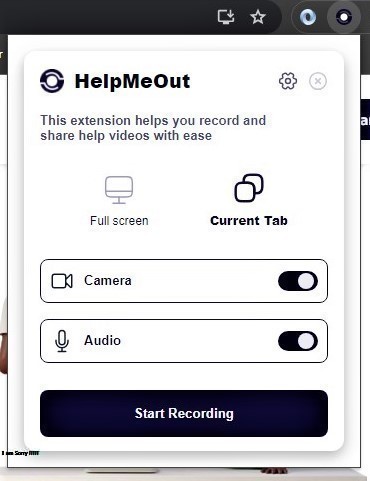 HelpMeOut
This extension helps you record and
share help videos with ease
Full screen
Current Tab
Camera
Audio
Start Recording
I am Sorry